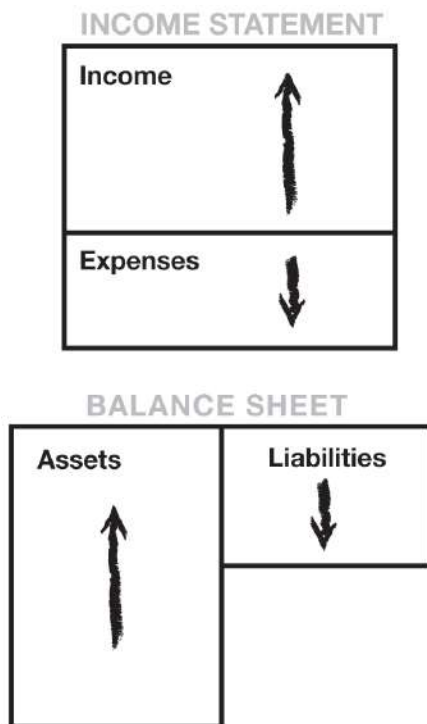 INCOME STATEMENT
Income
Expenses
BALANCE SHEET
Assets
Liabilities